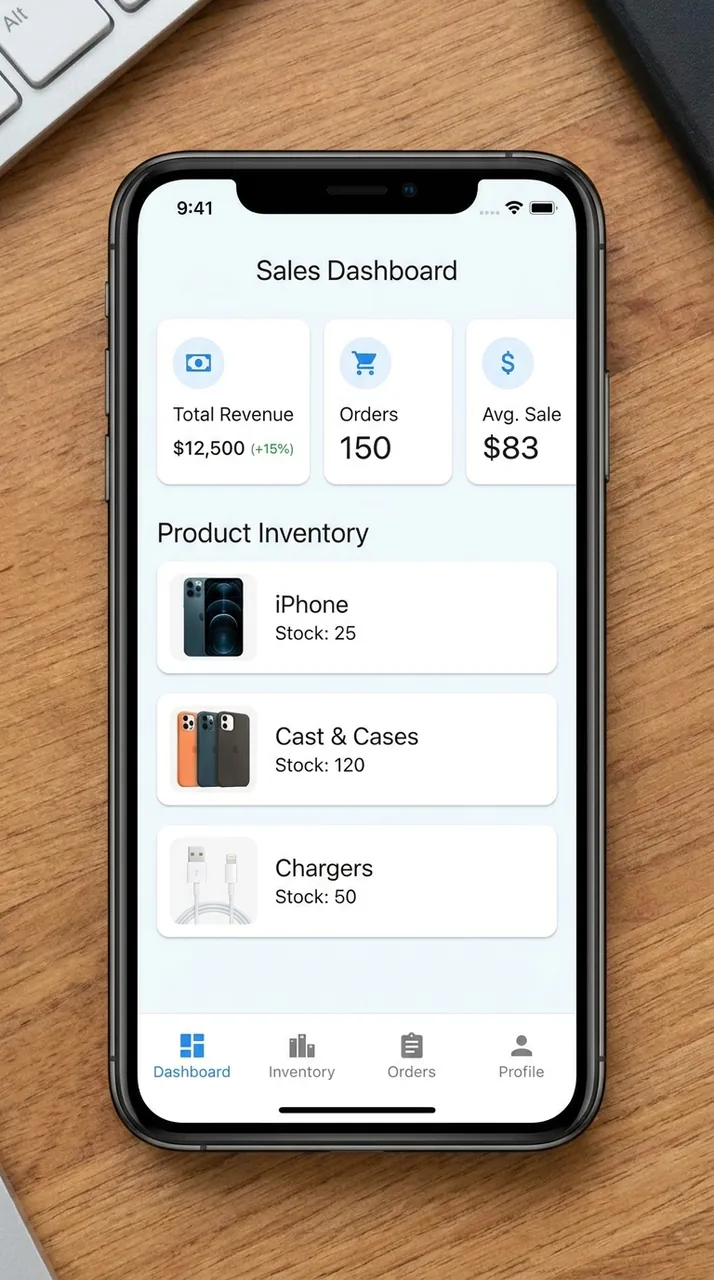 Alt
9:41
Sales Dashboard
Total Revenue
$12,500 (+15%)
Orders
150
Avg. Sale
$83
Product Inventory
iPhone
Stock: 25
Cast & Cases
Stock: 120
Chargers
Stock: 50
Dashboard
Inventory
Orders
Profile